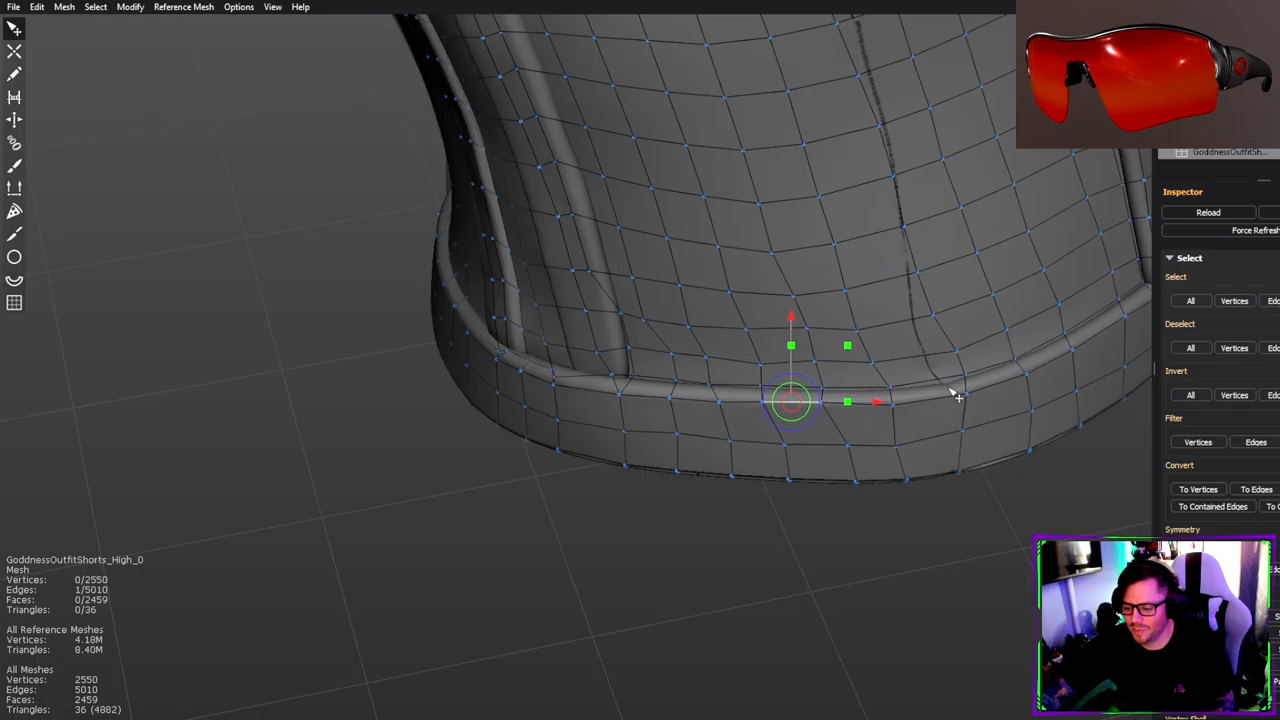 File Edit Mesh Select Modify Reference Mesh Options View Help
GoddnessOutfitSh...
Inspector
Reload
Force Refresh
Select
Select
All Vertices
Deselect
All Vertices
Invert
All Vertices
Filter
Vertices Edges
Convert
To Vertices To Edges
To Contained Edges
Symmetry
GoddnessOutfitShorts_High_0
Mesh
Vertices: 0/2550
Edges: 1/5010
Faces: 0/2459
Triangles: 0/36
All Reference Meshes
Vertices: 4.18M
Triangles: 8.40M
All Meshes
Vertices: 2550
Edges: 5010
Faces: 2459
Triangles: 36 (4882)